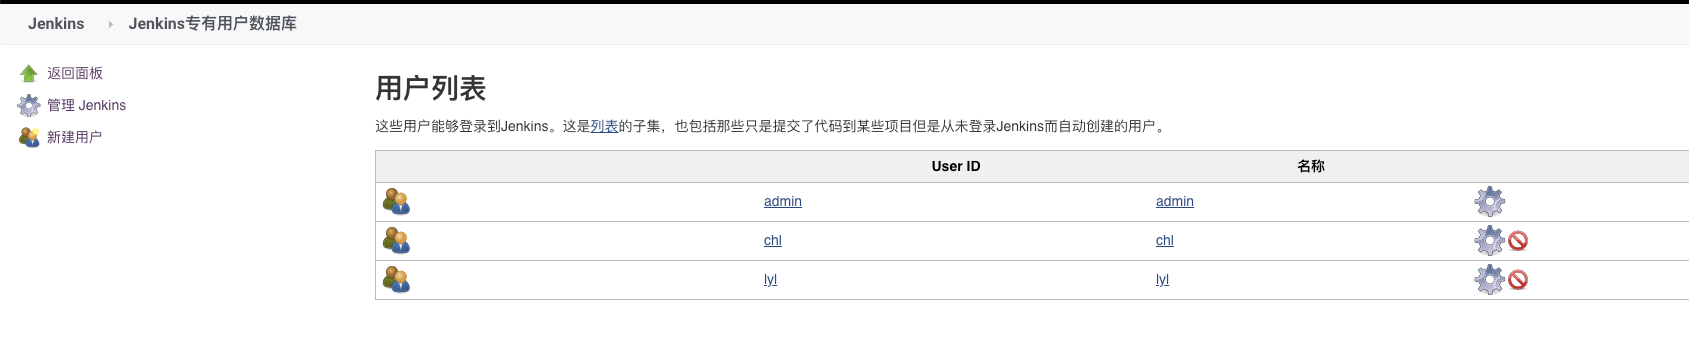 Jenkins Jenkins专有用户数据库
返回面板
管理 Jenkins
新建用户
用户列表
这些用户能够登录到Jenkins。这是列表的子集，也包括那些只是提交了代码到某些项目但是从未登录Jenkins而自动创建的用户。
User ID 名称
admin admin
chl chl
lyl lyl